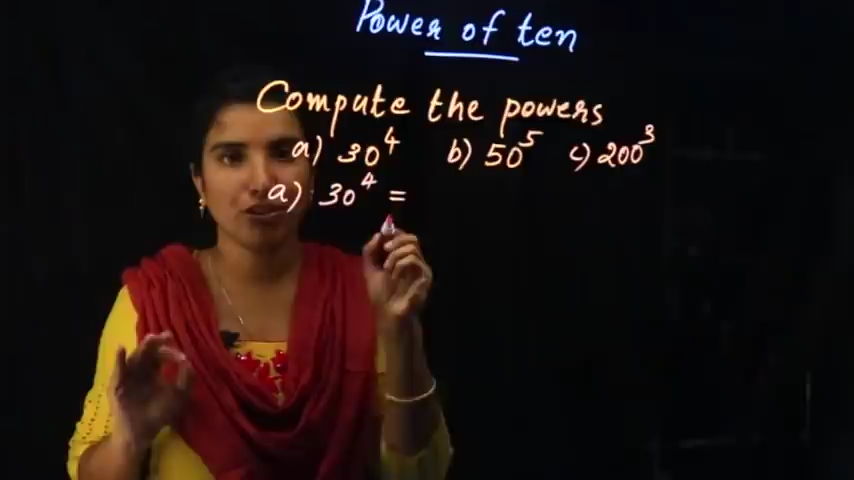 Power of ten
Compute the powers
a) 30⁴ b) 50⁵ c) 200³
a) 30⁴ =